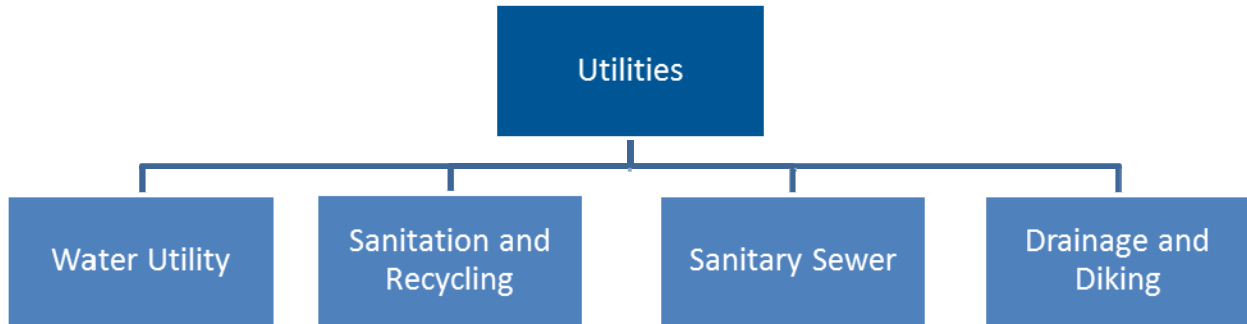 Utilities
Water Utility
Sanitation and
Recycling
Sanitary Sewer
Drainage and
Diking